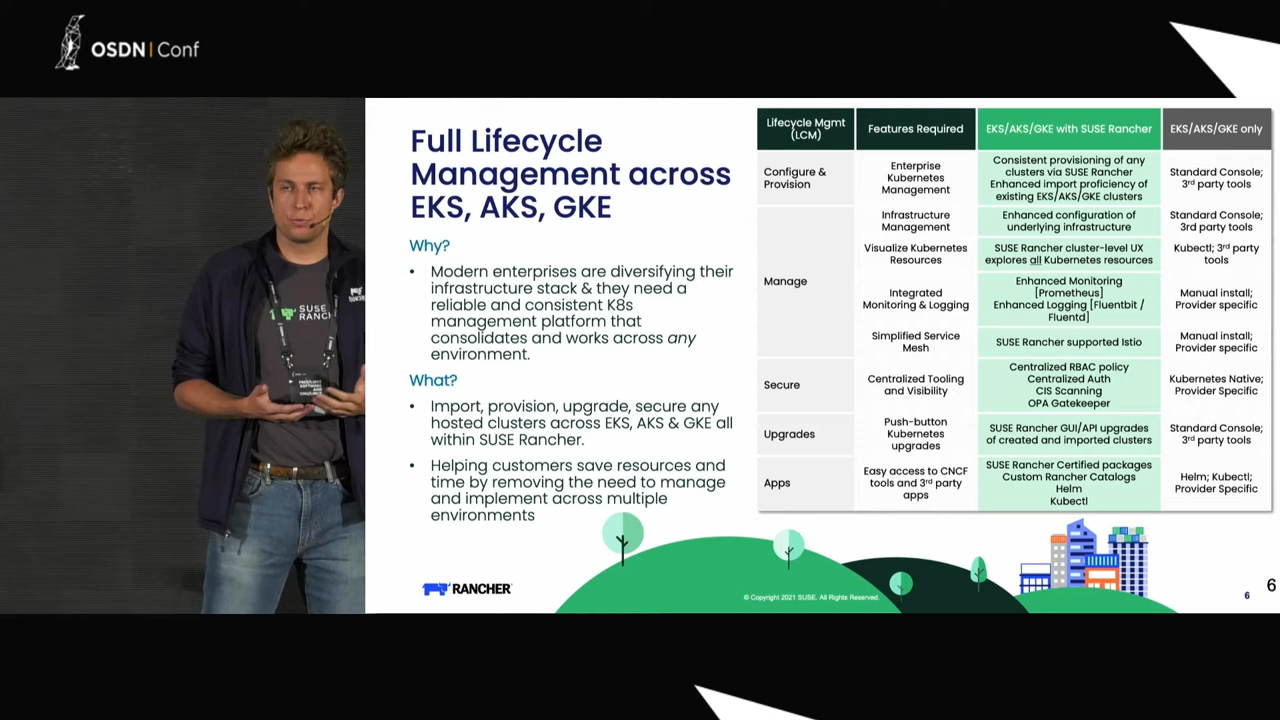 OSDN | Conf
SUSE
RANCH
Full Lifecycle
Management across
EKS, AKS, GKE
Why?
• Modern enterprises are diversifying their
infrastructure stack & they need a
reliable and consistent K8s
management platform that
consolidates and works across any
environment.
What?
• Import, provision, upgrade, secure any
hosted clusters across EKS, AKS & GKE all
within SUSE Rancher.
• Helping customers save resources and
time by removing the need to manage
and implement across multiple
environments
Lifecycle Mgmt
(LCM)
Features Required
EKS/AKS/GKE with SUSE Rancher
EKS/AKS/GKE only
Configure &
Provision
Enterprise
Kubernetes
Management
Consistent provisioning of any
clusters via SUSE Rancher
Enhanced import proficiency of
existing EKS/AKS/GKE clusters
Standard Console;
3rd party tools
Manage
Infrastructure
Management
Enhanced configuration of
underlying infrastructure
Standard Console;
3rd party tools
Visualize Kubernetes
Resources
SUSE Rancher cluster-level UX
explores all Kubernetes resources
Kubectl; 3rd party
tools
Integrated
Monitoring & Logging
Enhanced Monitoring
[Prometheus]
Enhanced Logging [Fluentbit /
Fluentd]
Manual install;
Provider specific
Simplified Service
Mesh
SUSE Rancher supported Istio
Manual install;
Provider specific
Secure
Centralized Tooling
and Visibility
Centralized RBAC policy
Centralized Auth
CIS Scanning
OPA Gatekeeper
Kubernetes Native;
Provider Specific
Upgrades
Push-button
Kubernetes
upgrades
SUSE Rancher GUI/API upgrades
of created and imported clusters
Standard Console;
3rd party tools
Apps
Easy access to CNCF
tools and 3rd party
apps
SUSE Rancher Certified packages
Custom Rancher Catalogs
Helm
Kubectl
Helm; Kubectl;
Provider Specific
RANCHER
© Copyright 2021 SUSE. All Rights Reserved.
6
6